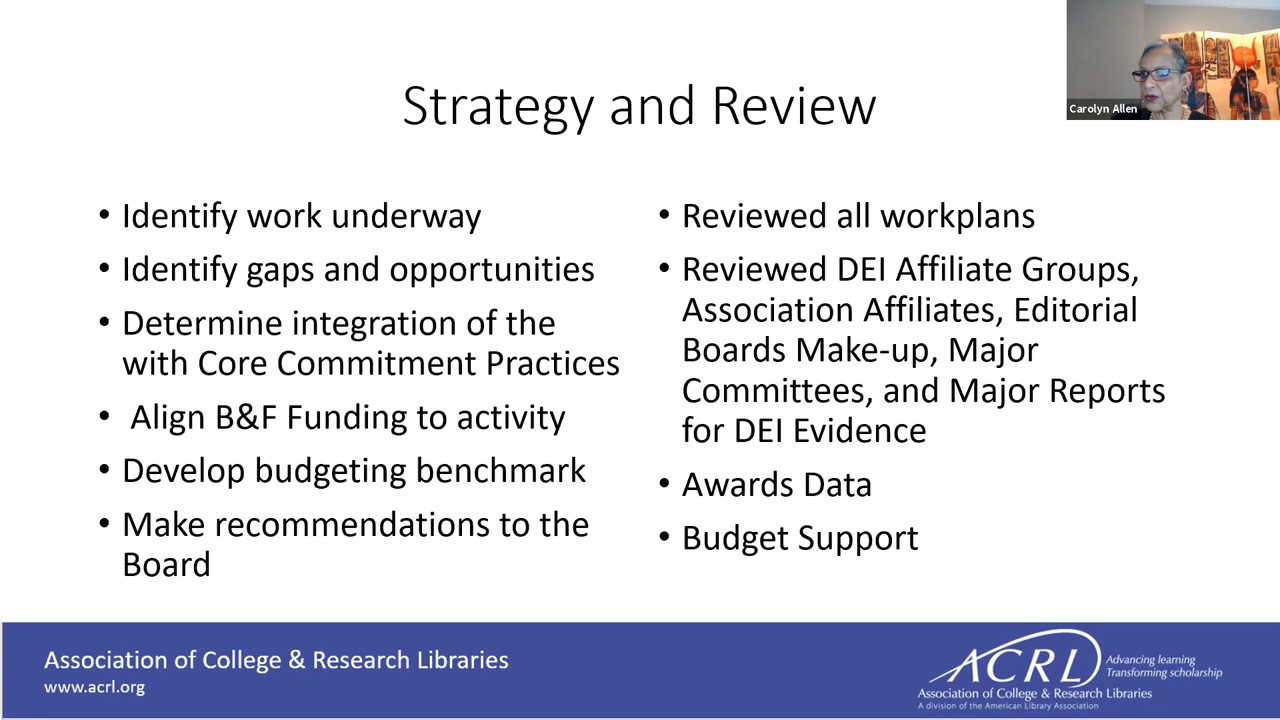 Strategy and Review
Carolyn Allen
• Identify work underway
• Identify gaps and opportunities
• Determine integration of the
with Core Commitment Practices
• Align B&F Funding to activity
• Develop budgeting benchmark
• Make recommendations to the
Board
• Reviewed all workplans
• Reviewed DEI Affiliate Groups,
Association Affiliates, Editorial
Boards Make-up, Major
Committees, and Major Reports
for DEI Evidence
• Awards Data
• Budget Support
Association of College & Research Libraries
www.acrl.org
ACRL
Advancing learning
Transforming scholarship
Association of College & Research Libraries
A division of the American Library Association